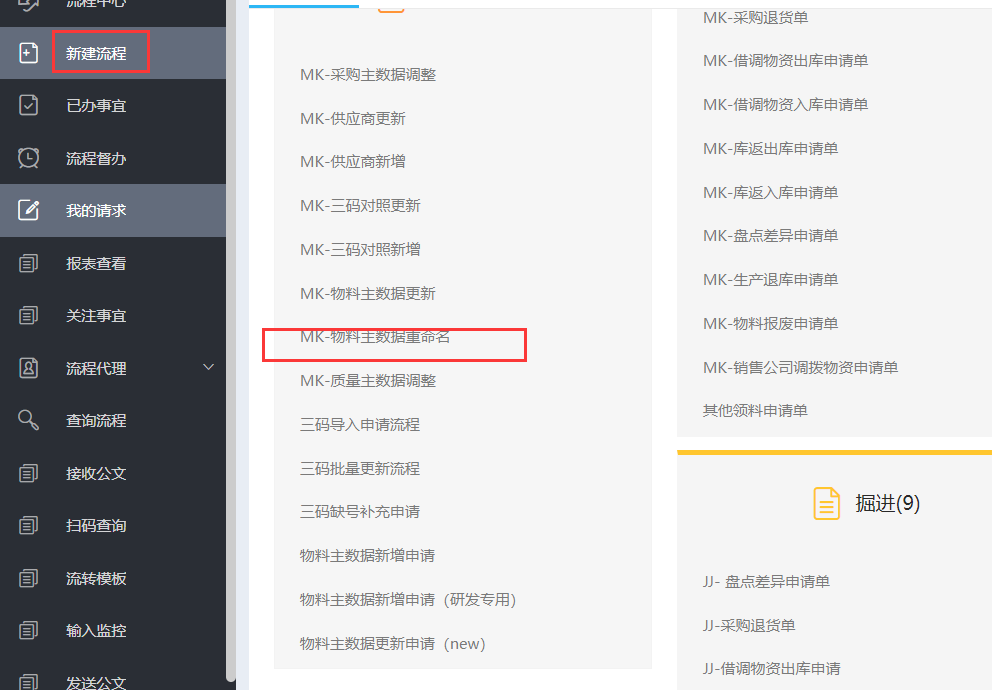 流程中心
新建流程
已办事宜
流程督办
我的请求
报表查看
关注事宜
流程代理
查询流程
接收公文
扫码查询
流转模板
输入监控
发送公文
MK-采购主数据调整
MK-供应商更新
MK-供应商新增
MK-三码对照更新
MK-三码对照新增
MK-物料主数据更新
MK-物料主数据重命名
MK-质量主数据调整
三码导入申请流程
三码批量更新流程
三码缺号补充申请
物料主数据新增申请
物料主数据新增申请（研发专用）
物料主数据更新申请（new）
MK-采购退货单
MK-借调物资出库申请单
MK-借调物资入库申请单
MK-库返出库申请单
MK-库返入库申请单
MK-盘点差异申请单
MK-生产退库申请单
MK-物料报废申请单
MK-销售公司调拨物资申请单
其他领料申请单
掘进(9)
JJ- 盘点差异申请单
JJ-采购退货单
JJ-借调物资出库申请